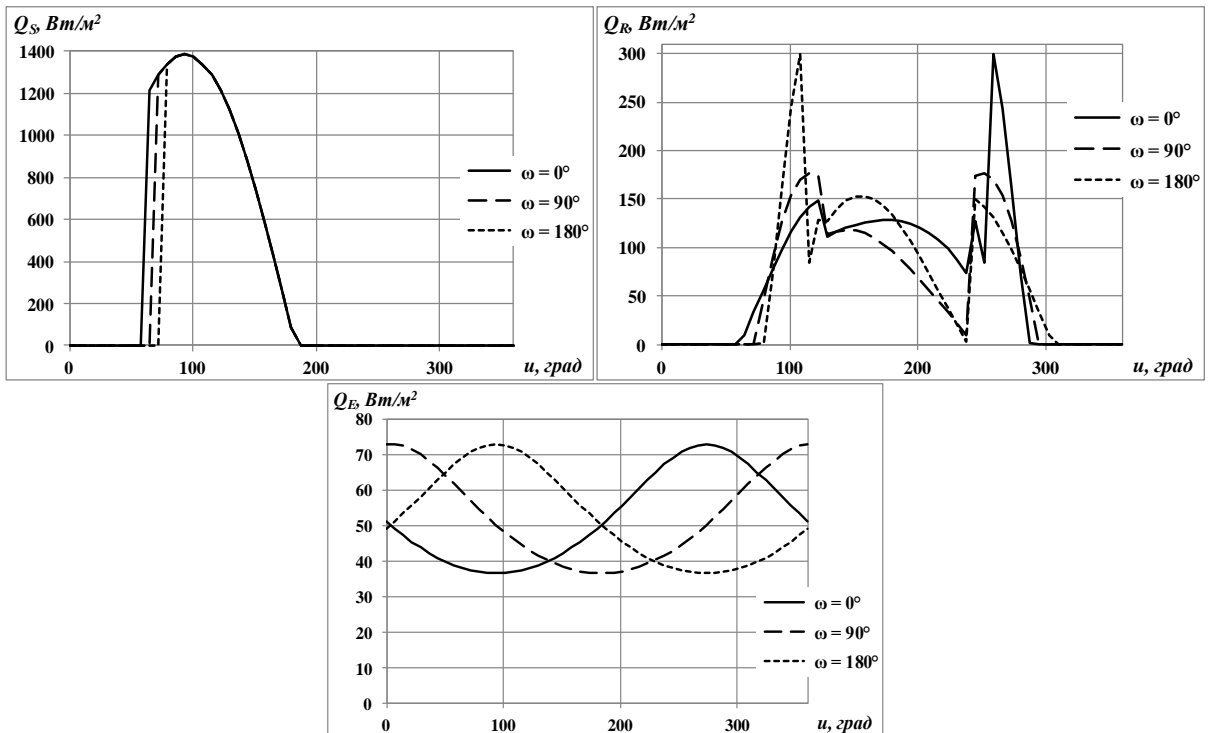 Q_S, Вт/м²
1400
1200
1000
800
600
400
200
0
0 100 200 300 u, град
ω = 0°
ω = 90°
ω = 180°
Q_R, Вт/м²
300
250
200
150
100
50
0
0 100 200 300 u, град
ω = 0°
ω = 90°
ω = 180°
Q_E, Вт/м²
80
70
60
50
40
30
20
10
0
0 100 200 300 u, град
ω = 0°
ω = 90°
ω = 180°